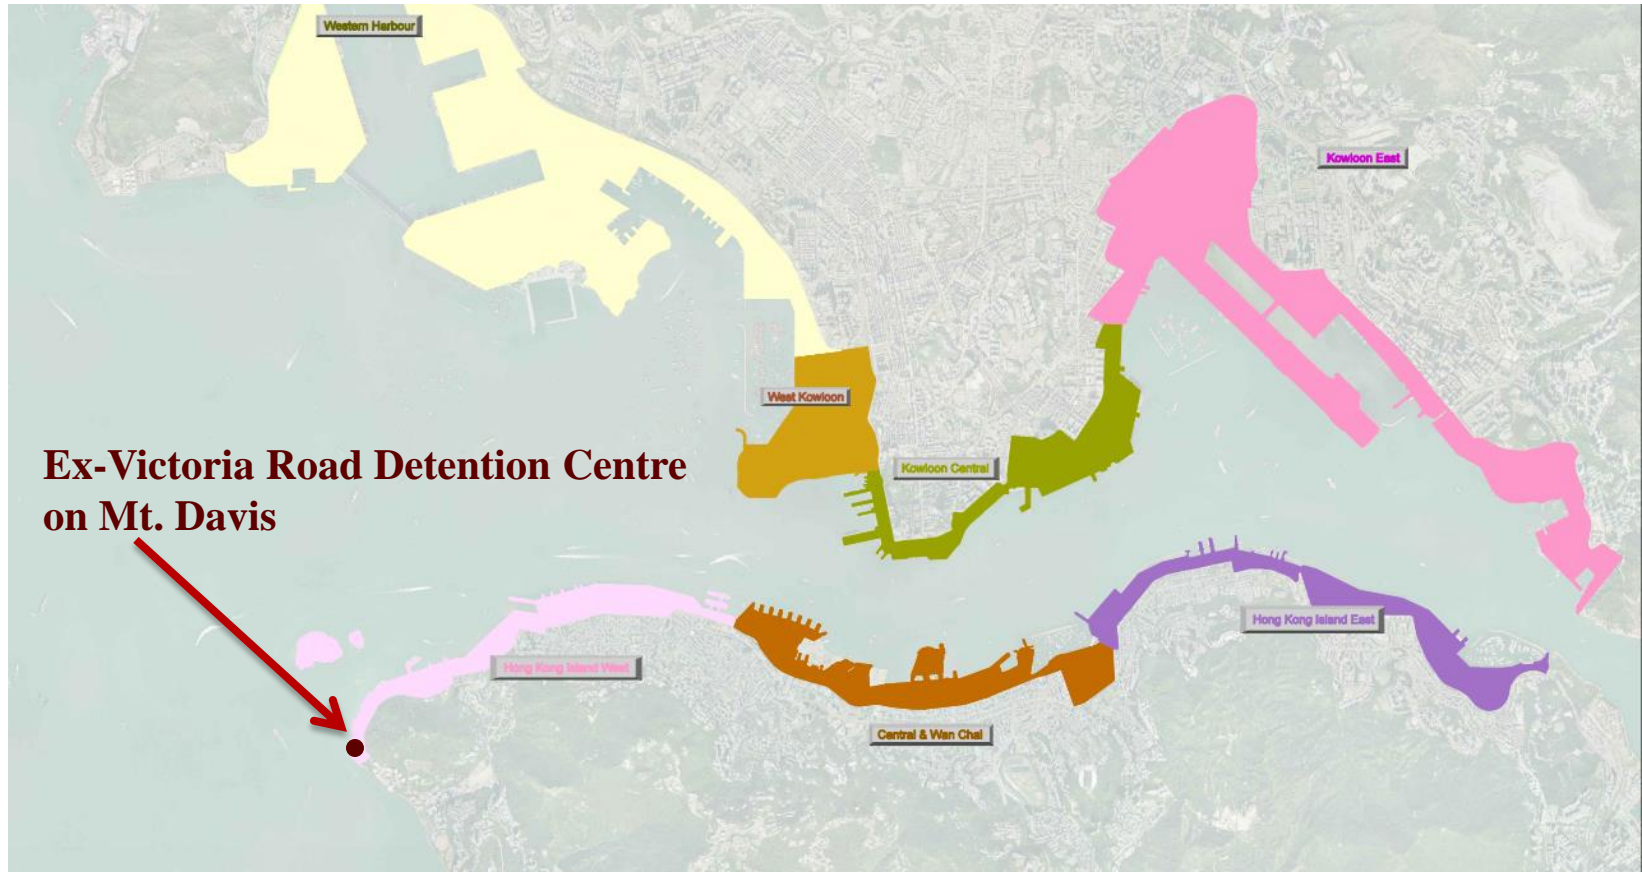 Western Harbour
Kowloon East
West Kowloon
Ex-Victoria Road Detention Centre
on Mt. Davis
Kowloon Central
Hong Kong Island East
Hong Kong Island West
Central & Wan Chai